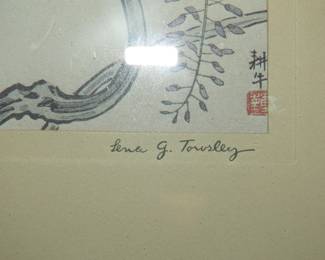 耕牛
Lena G. Towsley